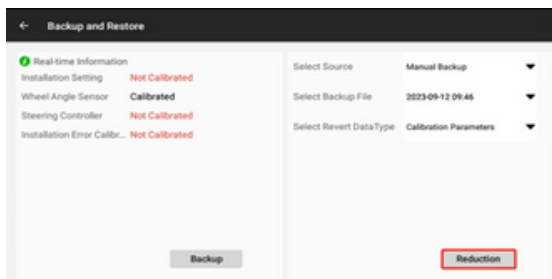 Backup and Restore
Real-time Information
Installation Setting Not Calibrated
Wheel Angle Sensor Calibrated
Steering Controller Not Calibrated
Installation Error Calibr... Not Calibrated
Backup
Select Source Manual Backup
Select Backup File 2023-09-12 09:46
Select Revert DataType Calibration Parameters
Reduction